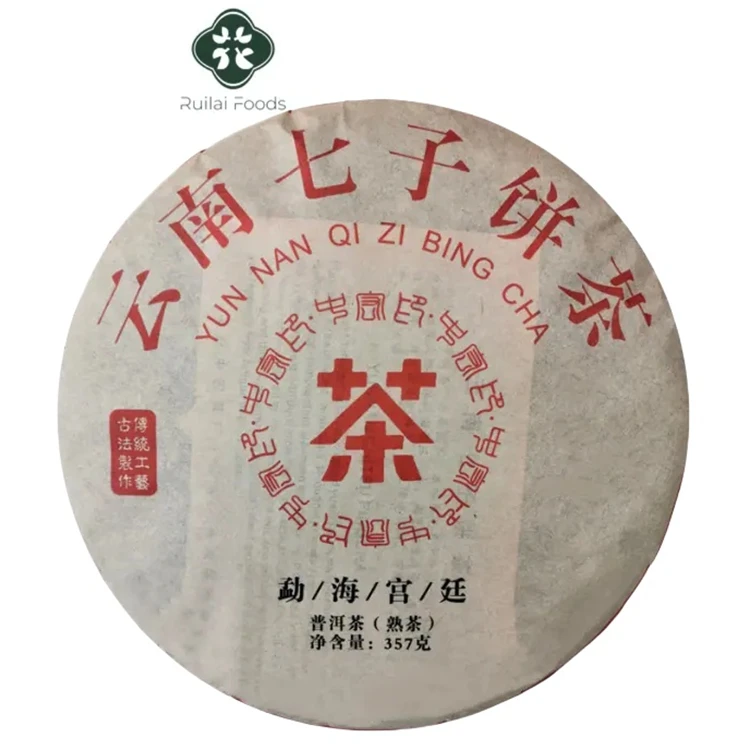 Ruilai Foods
云南七子饼茶
YUN NAN QI ZI BING CHA
茶
傳統工藝
古法製作
勐/海/宫/廷
普洱茶（熟茶）
净含量：357克